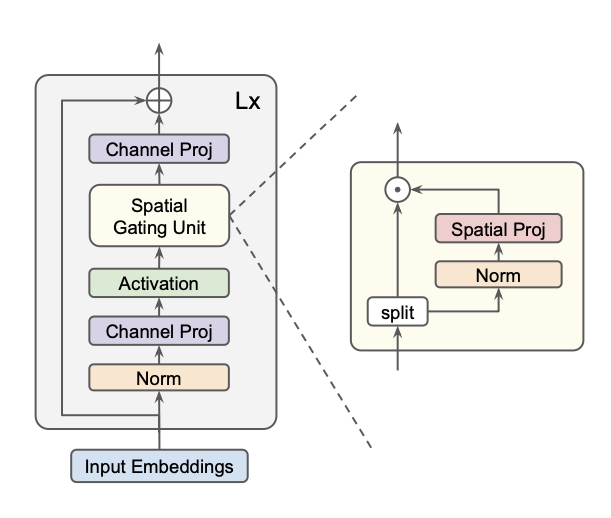 Lx
Channel Proj
Spatial
Gating Unit
Activation
Channel Proj
Norm
Input Embeddings
Spatial Proj
Norm
split